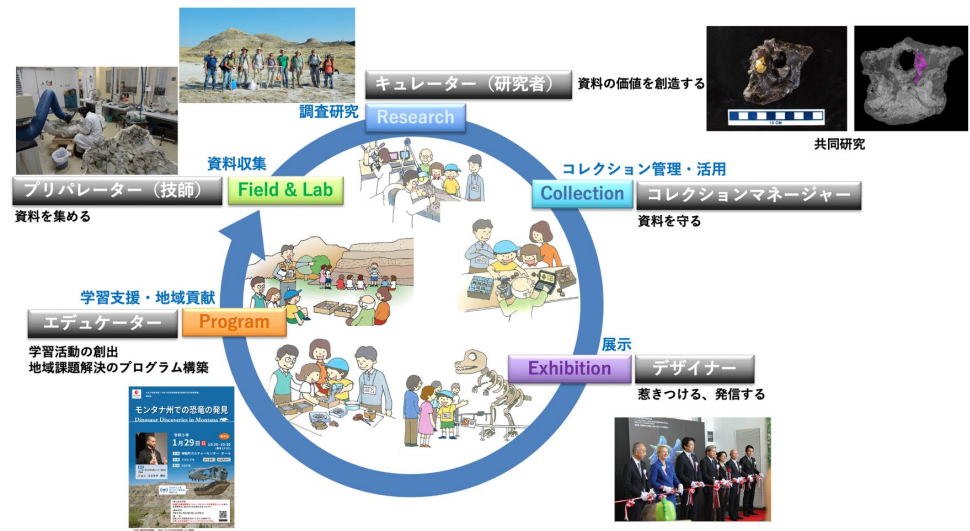 キュレーター（研究者）
資料の価値を創造する
調査研究
Research
共同研究
資料収集
プリパレーター（技師）
Field & Lab
資料を集める
コレクション管理・活用
Collection
コレクションマネージャー
資料を守る
学習支援・地域貢献
エデュケーター
Program
学習活動の創出
地域課題解決のプログラム構築
展示
Exhibition
デザイナー
惹きつける、発信する
モンタナ州での恐竜の発見
Dinosaur Discoveries in Montana
1月29日
10 CM